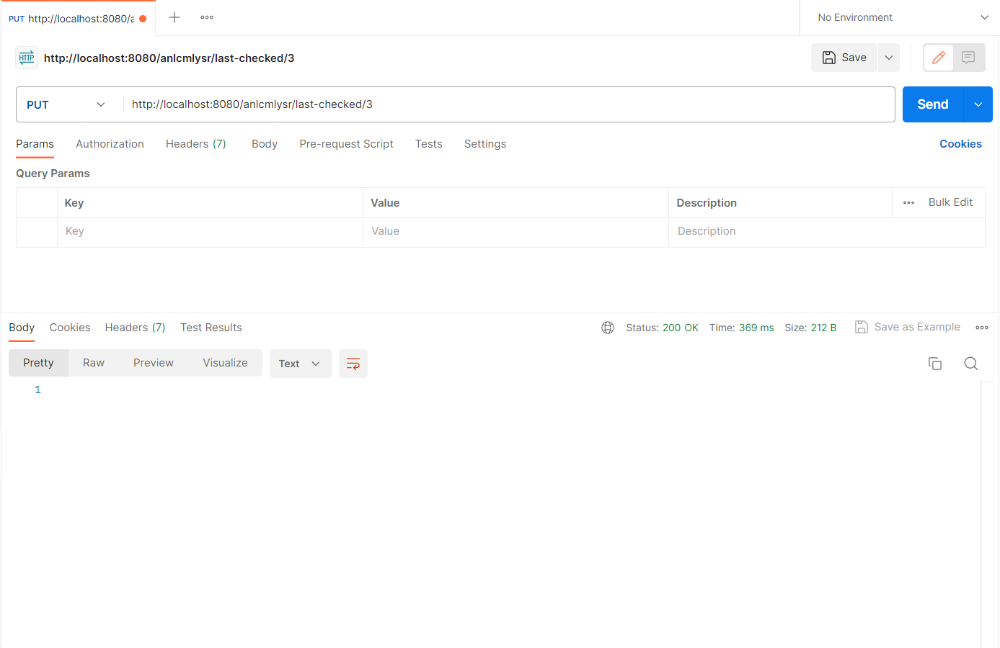 PUT http://localhost:8080/a
No Environment
HTTP http://localhost:8080/anlcmlysr/last-checked/3
Save
PUT http://localhost:8080/anlcmlysr/last-checked/3 Send
Params Authorization Headers (7) Body Pre-request Script Tests Settings Cookies
Query Params
Key Value Description Bulk Edit
Key Value Description
Body Cookies Headers (7) Test Results Status: 200 OK Time: 369 ms Size: 212 B Save as Example
Pretty Raw Preview Visualize Text
1